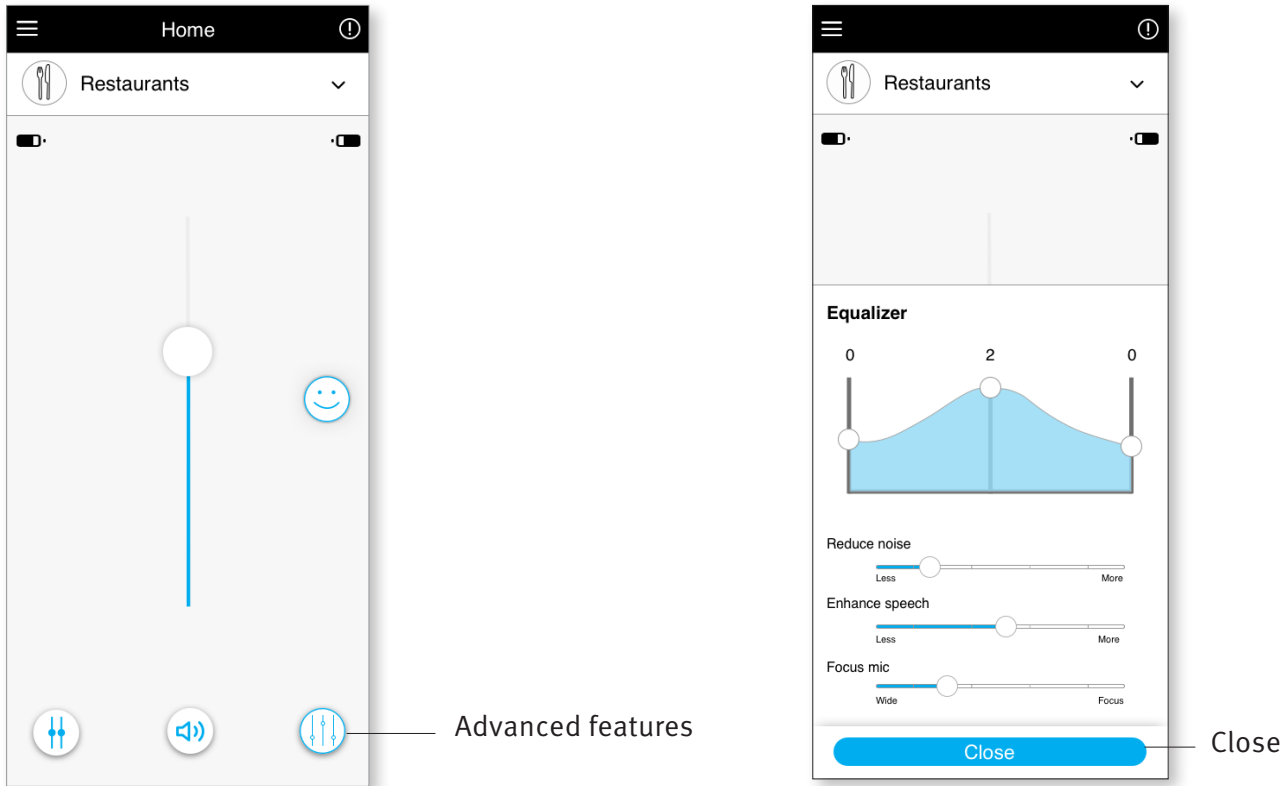 Home
Restaurants
Advanced features
Restaurants
Equalizer
0 2 0
Reduce noise
Less More
Enhance speech
Less More
Focus mic
Wide Focus
Close
Close